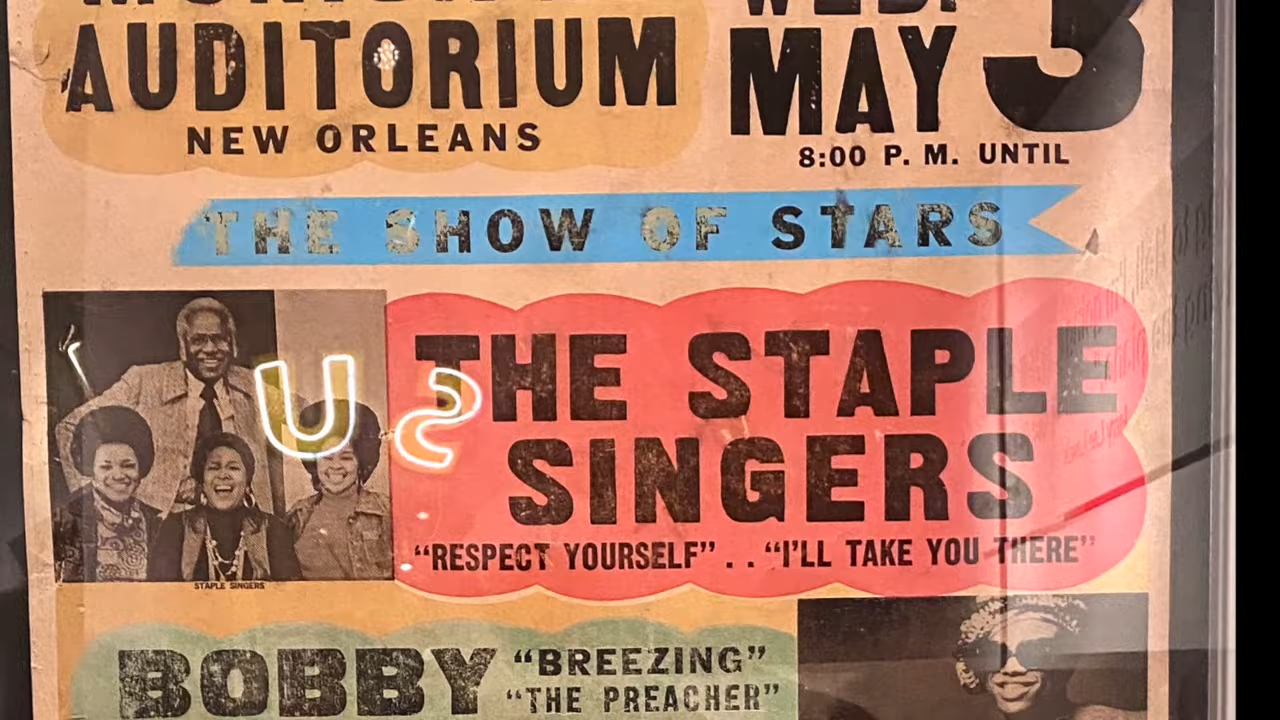 AUDITORIUM
NEW ORLEANS
WED.
MAY 3
8:00 P. M. UNTIL
THE SHOW OF STARS
THE STAPLE
SINGERS
"RESPECT YOURSELF" . . "I'LL TAKE YOU THERE"
STAPLE SINGERS
BOBBY
"BREEZING"
"THE PREACHER"